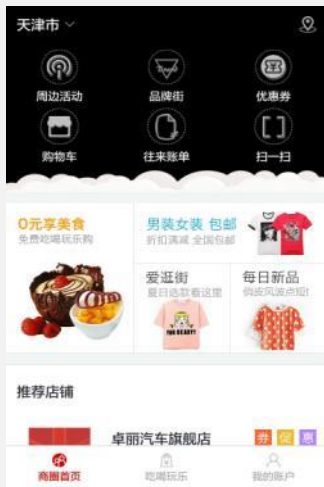 天津市
周边活动
品牌街
优惠券
购物车
往来账单
扫一扫
0元享美食
免费吃喝玩乐购
男装女装 包邮
折扣满减 全国包邮
爱逛街
夏日选款看这里
每日新品
俏皮风波点短t
推荐店铺
卓丽汽车旗舰店
券 促 惠
商圈首页
吃喝玩乐
我的账户